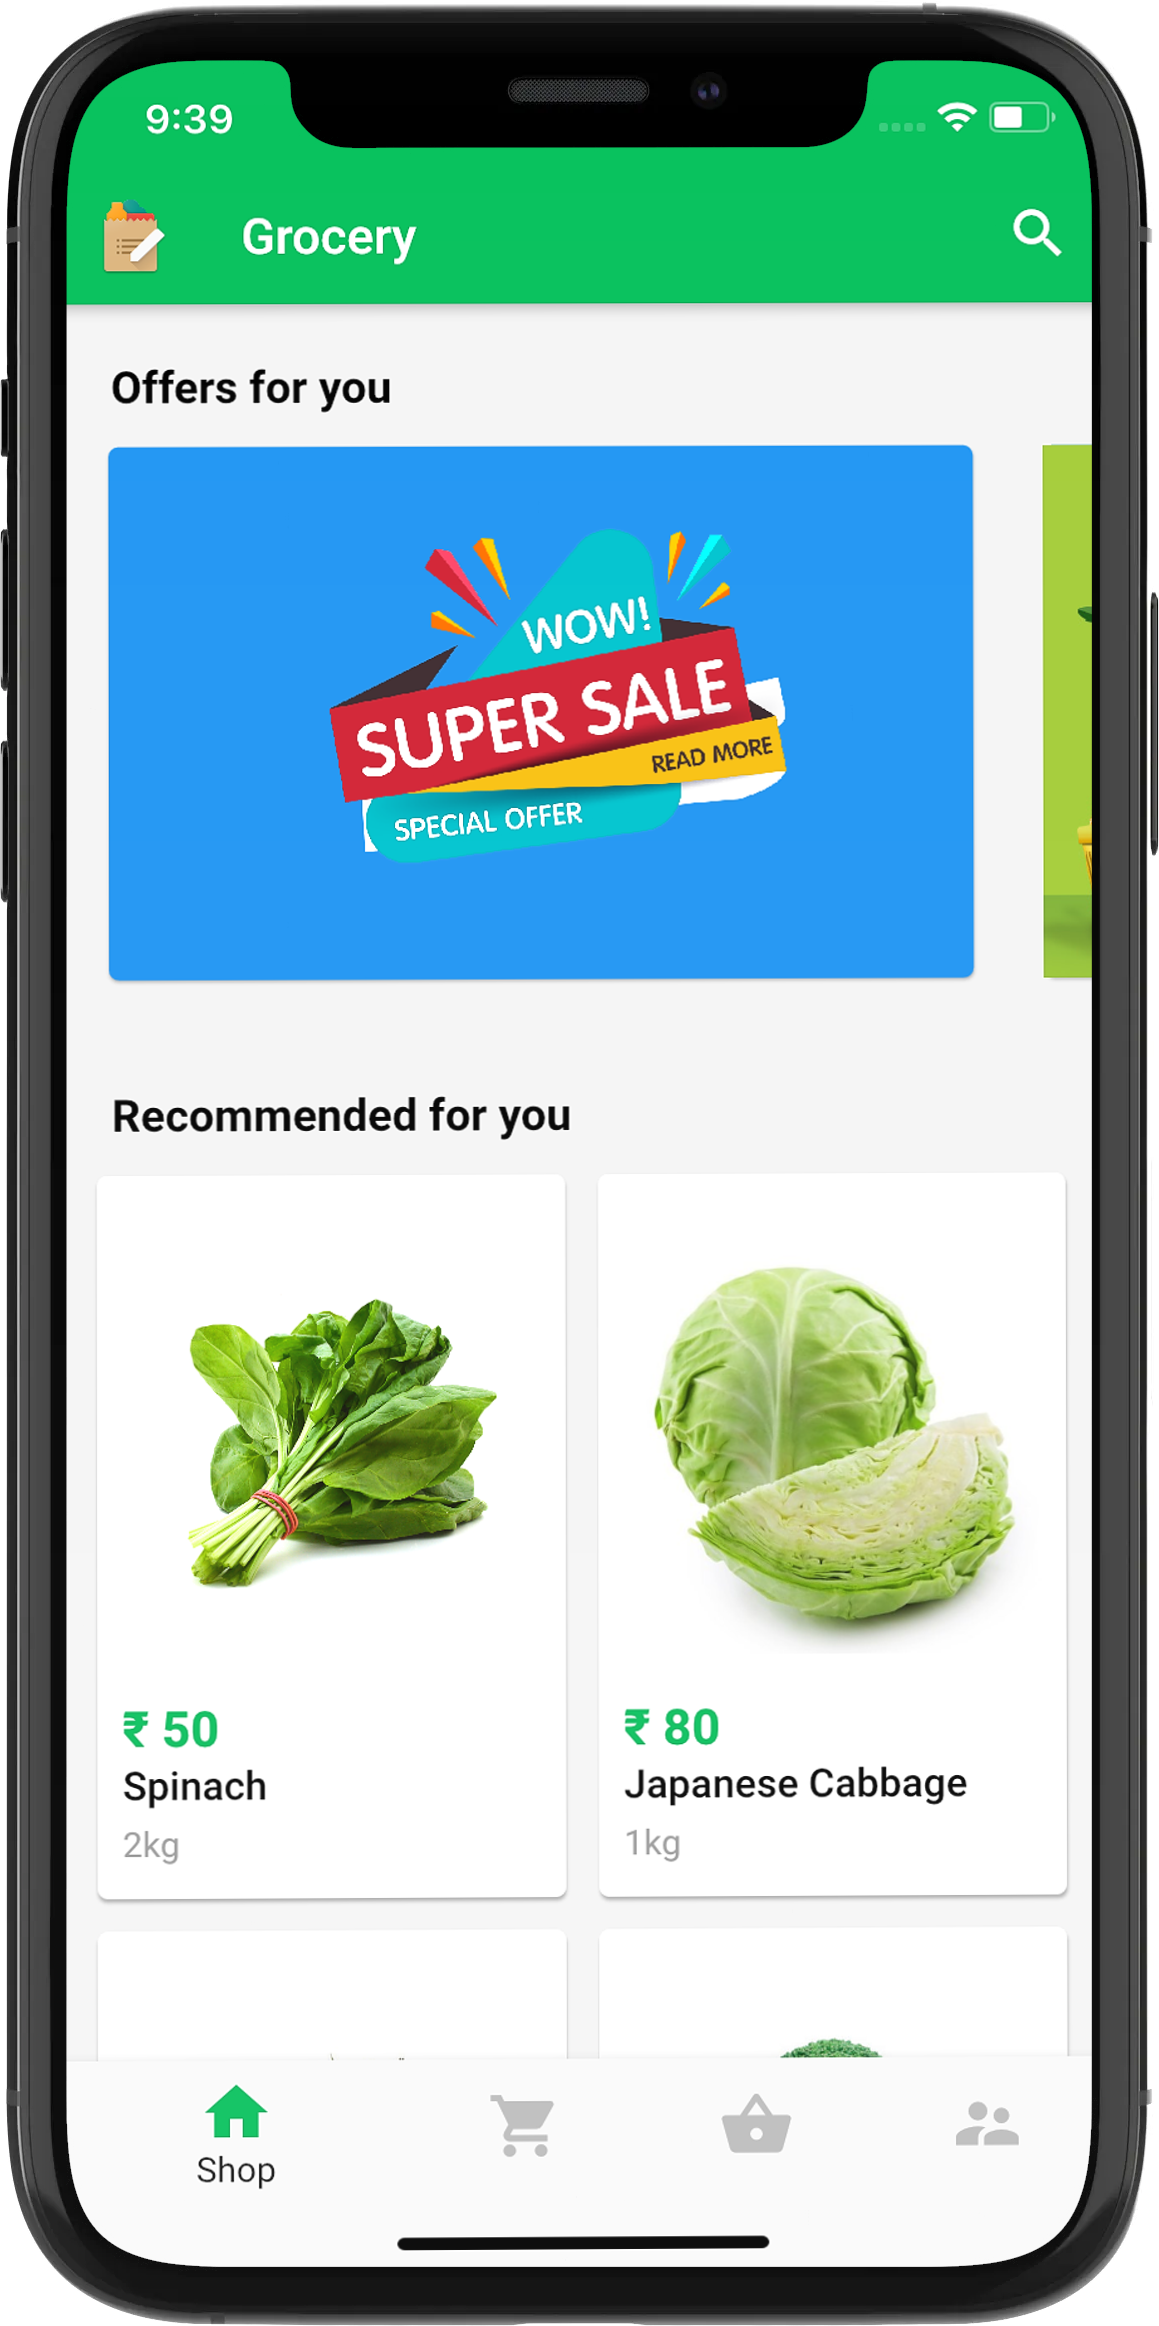 9:39
Grocery
Offers for you
WOW!
SUPER SALE
READ MORE
SPECIAL OFFER
Recommended for you
₹ 50
Spinach
2kg
₹ 80
Japanese Cabbage
1kg
Shop